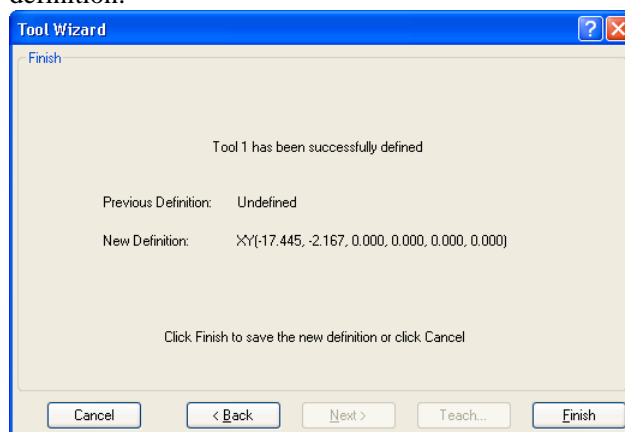 definition.
Tool Wizard
Finish
Tool 1 has been successfully defined
Previous Definition: Undefined
New Definition: XY(-17.445, -2.167, 0.000, 0.000, 0.000, 0.000)
Click Finish to save the new definition or click Cancel
Cancel < Back Next > Teach... Finish